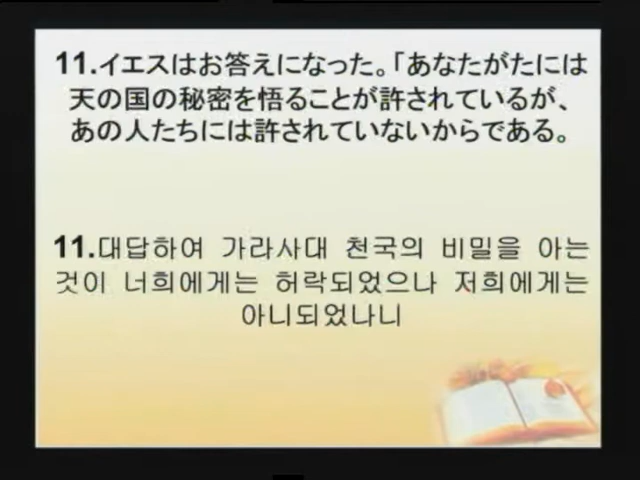 11.イエスはお答えになった。「あなたがたには
天の国の秘密を悟ることが許されているが、
あの人たちには許されていないからである。
11.대답하여 가라사대 천국의 비밀을 아는
것이 너희에게는 허락되었으나 저희에게는
아니되었나니